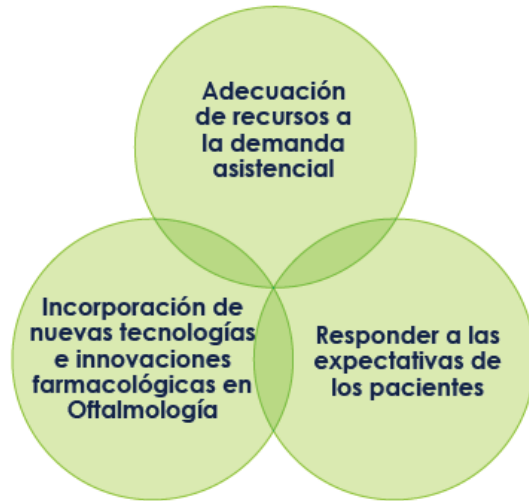 Adecuación
de recursos a
la demanda
asistencial
Incorporación de
nuevas tecnologías
e innovaciones
farmacológicas en
Oftalmología
Responder a las
expectativas de
los pacientes